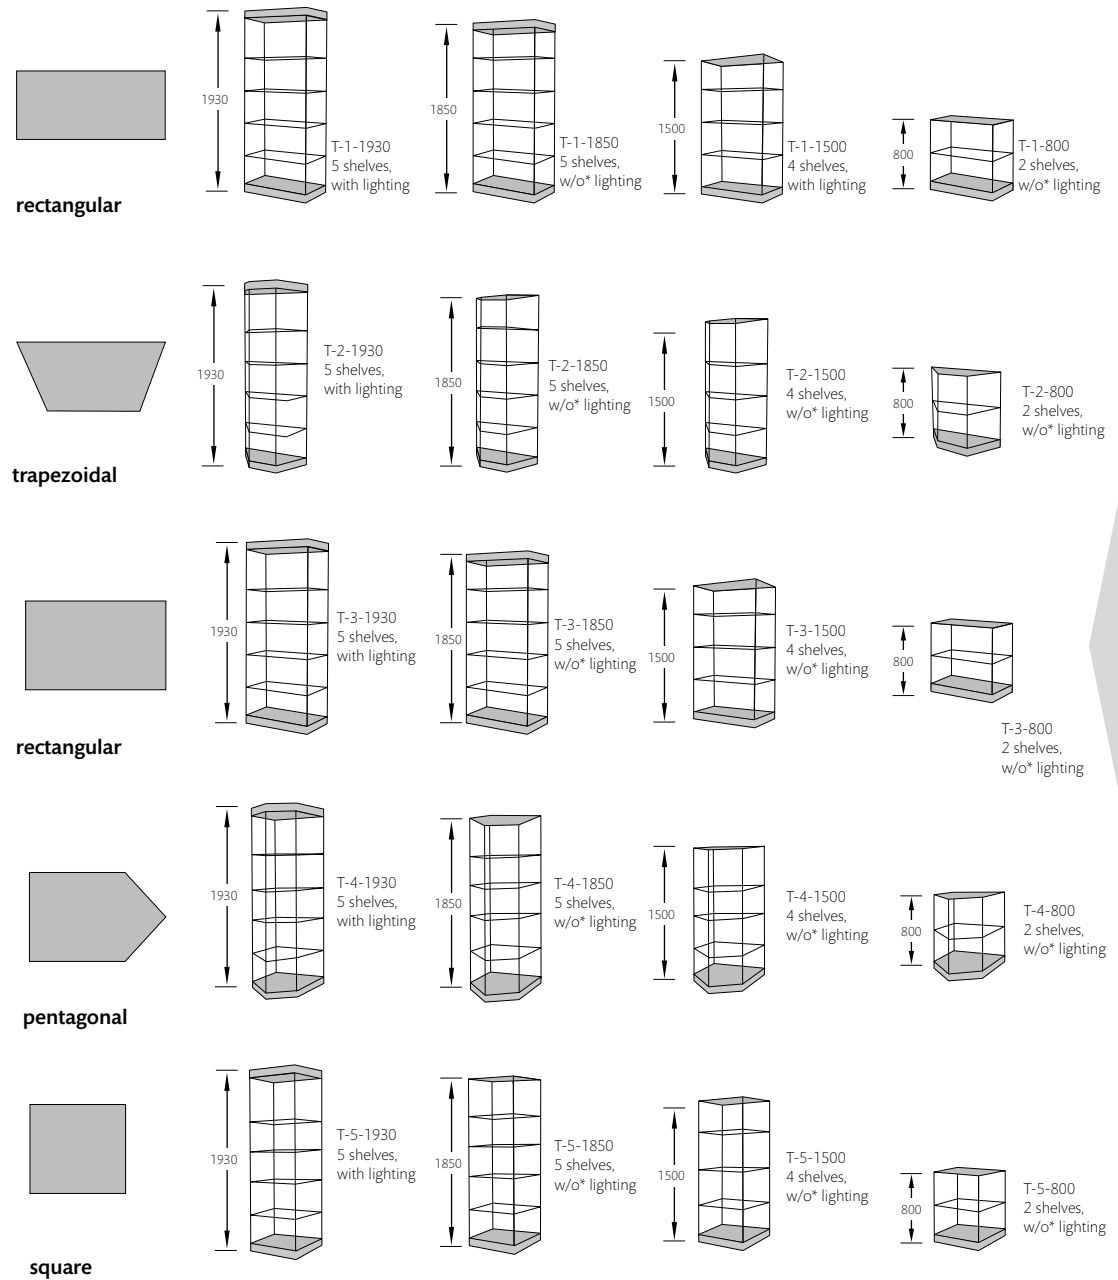 1930
T-1-1930
5 shelves,
with lighting
1850
T-1-1850
5 shelves,
w/o* lighting
1500
T-1-1500
4 shelves,
with lighting
800
T-1-800
2 shelves,
w/o* lighting
rectangular
1930
T-2-1930
5 shelves,
with lighting
1850
T-2-1850
5 shelves,
w/o* lighting
1500
T-2-1500
4 shelves,
w/o* lighting
800
T-2-800
2 shelves,
w/o* lighting
trapezoidal
1930
T-3-1930
5 shelves,
with lighting
1850
T-3-1850
5 shelves,
w/o* lighting
1500
T-3-1500
4 shelves,
w/o* lighting
800
T-3-800
2 shelves,
w/o* lighting
rectangular
1930
T-4-1930
5 shelves,
with lighting
1850
T-4-1850
5 shelves,
w/o* lighting
1500
T-4-1500
4 shelves,
w/o* lighting
800
T-4-800
2 shelves,
w/o* lighting
pentagonal
1930
T-5-1930
5 shelves,
with lighting
1850
T-5-1850
5 shelves,
w/o* lighting
1500
T-5-1500
4 shelves,
w/o* lighting
800
T-5-800
2 shelves,
w/o* lighting
square